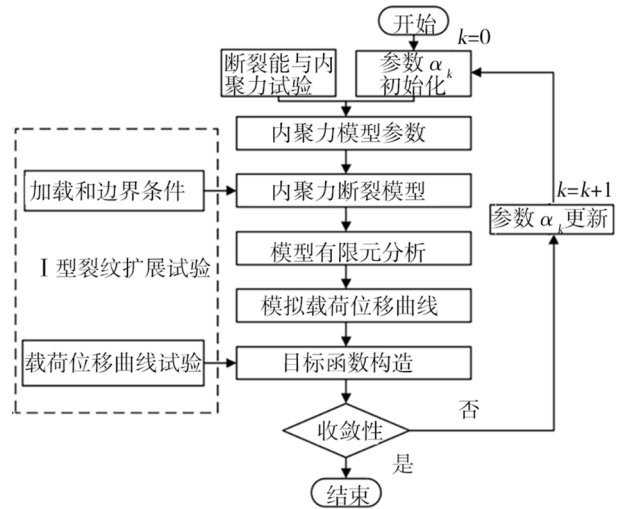 开始
k=0
断裂能与内
聚力试验
参数 αk
初始化
内聚力模型参数
加载和边界条件
内聚力断裂模型
k=k+1
参数 αk更新
模型有限元分析
Ⅰ型裂纹扩展试验
模拟载荷位移曲线
载荷位移曲线试验
目标函数构造
否
收敛性
是
结束